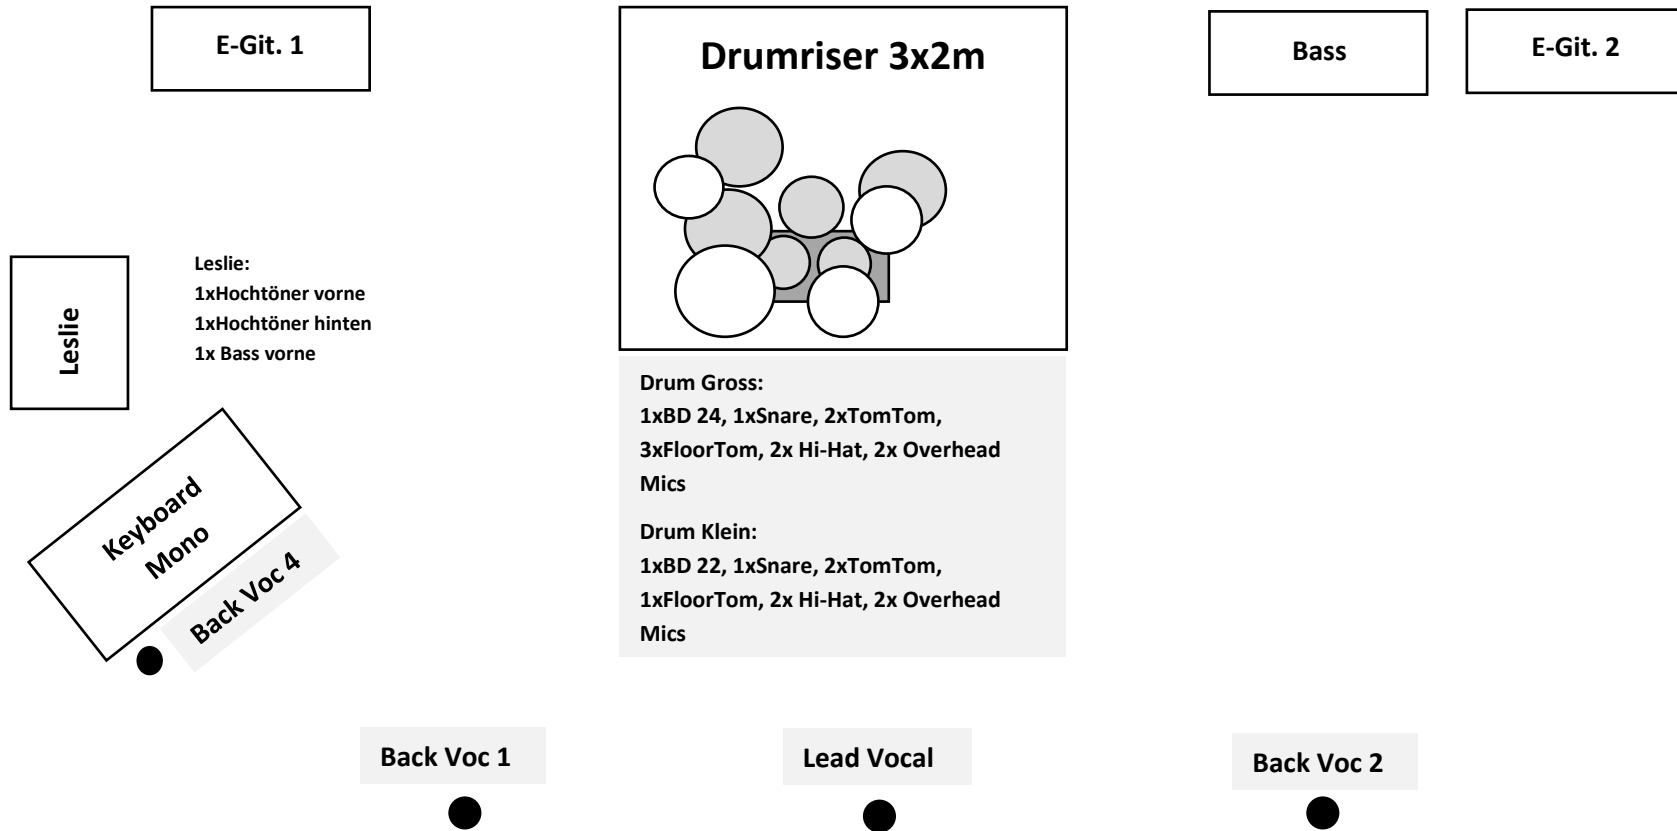 E-Git. 1
Drumriser 3x2m
Bass
E-Git. 2
Leslie
Leslie:
1xHochtöner vorne
1xHochtöner hinten
1x Bass vorne
Drum Gross:
1xBD 24, 1xSnare, 2xTomTom,
3xFloorTom, 2x Hi-Hat, 2x Overhead
Mics
Drum Klein:
1xBD 22, 1xSnare, 2xTomTom,
1xFloorTom, 2x Hi-Hat, 2x Overhead
Mics
Keyboard
Mono
Back Voc 4
Back Voc 1
Lead Vocal
Back Voc 2